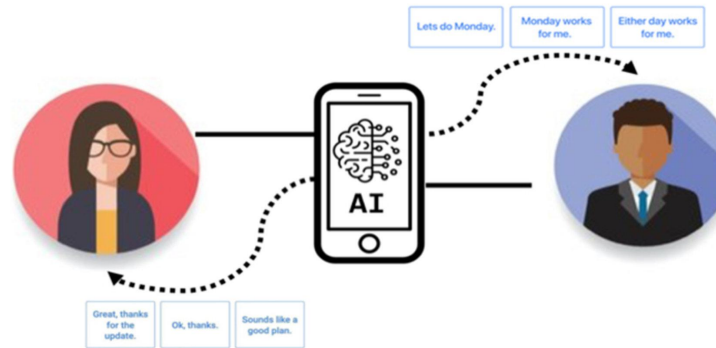 Lets do Monday.
Monday works
for me.
Either day works
for me.
AI
Great, thanks
for the
update.
Ok, thanks.
Sounds like a
good plan.